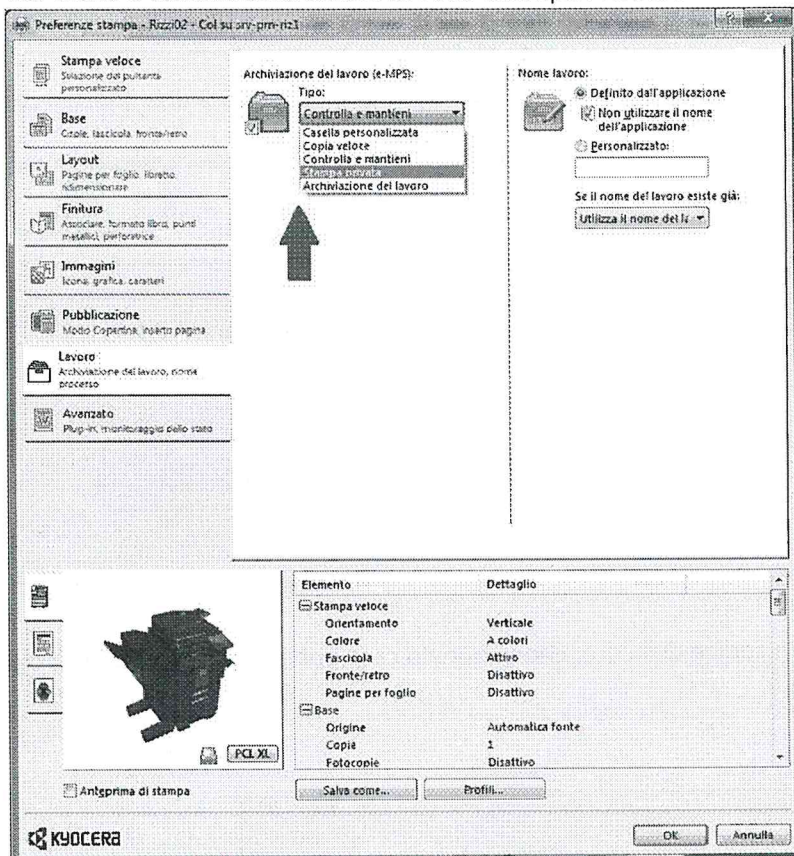 Preferenze stampa - Rizzi02 - Col su srv-prn-riz1
Stampa veloce
Selezione del pulsante
personalizzato
Base
Copie, fascicola, fronte/retro
Layout
Pagine per foglio, libretto,
ridimensionare
Finitura
Associare, formato libro, punti
metallici, perforatrice
Immagini
Icona, grafica, caratteri
Pubblicazione
Modo Copertina, inserto pagina
Lavoro
Archiviazione del lavoro, nome
processo
Avanzato
Plug-in, monitoraggio dello stato
Archiviazione del lavoro (e-MPS):
Tipo:
Controlla e mantieni
Casella personalizzata
Copia veloce
Controlla e mantieni
Stampa privata
Archiviazione del lavoro
Nome lavoro:
Definito dall'applicazione
Non utilizzare il nome
dell'applicazione
Personalizzato:
Se il nome del lavoro esiste già:
Utilizza il nome del la
Elemento Dettaglio
Stampa veloce
Orientamento Verticale
Colore A colori
Fascicola Attivo
Fronte/retro Disattivo
Pagine per foglio Disattivo
Base
Origine Automatica fonte
Copie 1
Fotocopie Disattivo
PCL XL
Anteprima di stampa
Salva come...
Profili...
KYOCERA
OK
Annulla